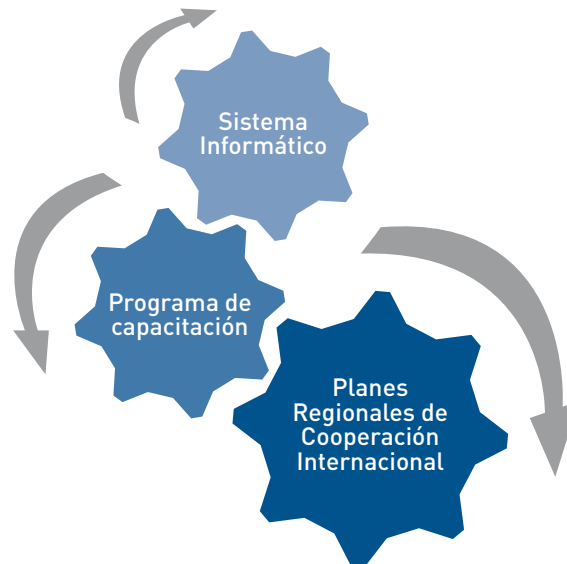 Sistema
Informático
Programa de
capacitación
Planes
Regionales de
Cooperación
Internacional